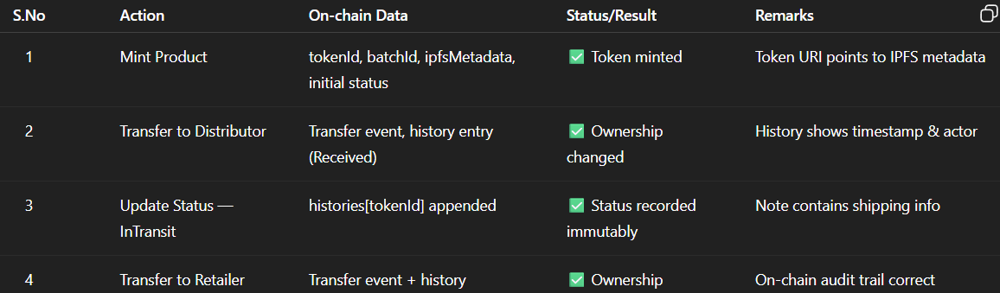 S.No Action On-chain Data Status/Result Remarks
1 Mint Product tokenId, batchId, ipfsMetadata, ✅ Token minted Token URI points to IPFS metadata
initial status
2 Transfer to Distributor Transfer event, history entry ✅ Ownership History shows timestamp & actor
(Received) changed
3 Update Status — histories[tokenId] appended ✅ Status recorded Note contains shipping info
InTransit immutably
4 Transfer to Retailer Transfer event + history ✅ Ownership On-chain audit trail correct